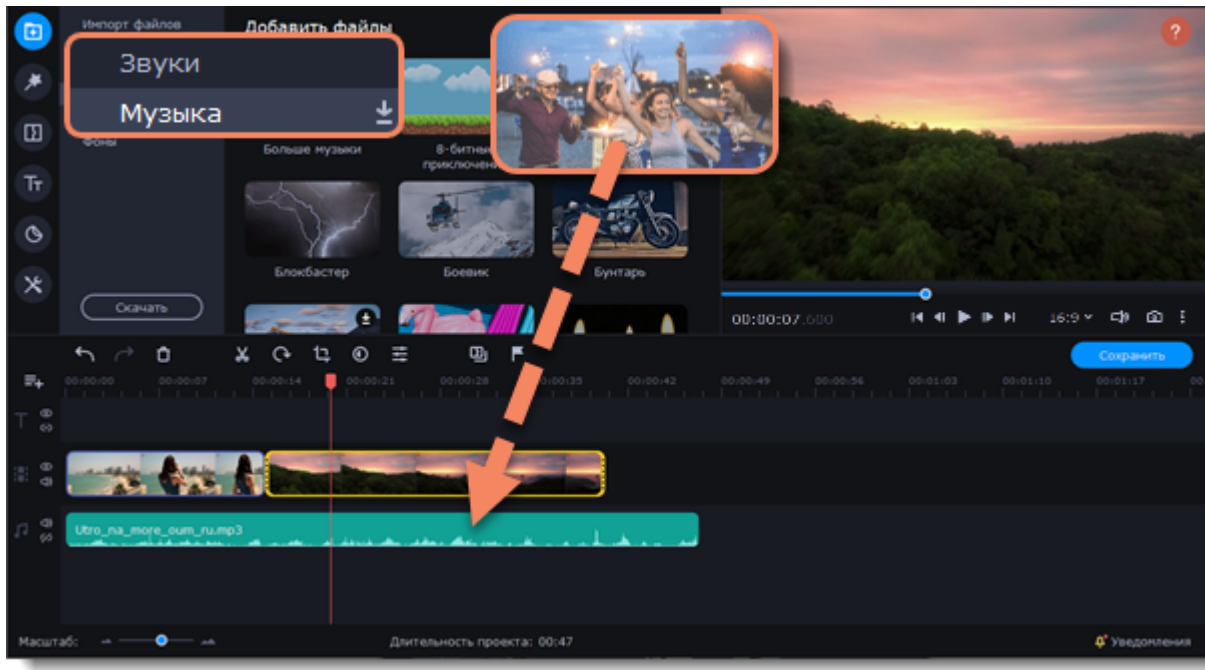 Импорт файлов
Добавить файлы
?
Звуки
Музыка
Фоны
Больше музыки
8-битные
приключения
Блокбастер
Боевик
Бунтарь
Скачать
00:00:07.600
16:9
Сохранить
00:00:00 00:00:07 00:00:14 00:00:21 00:00:28 00:00:35 00:00:42 00:00:49 00:00:56 00:01:03 00:01:10 00:01:17 00
Utro_na_more_oum_ru.mp3
Масштаб:
Длительность проекта: 00:47
Уведомления